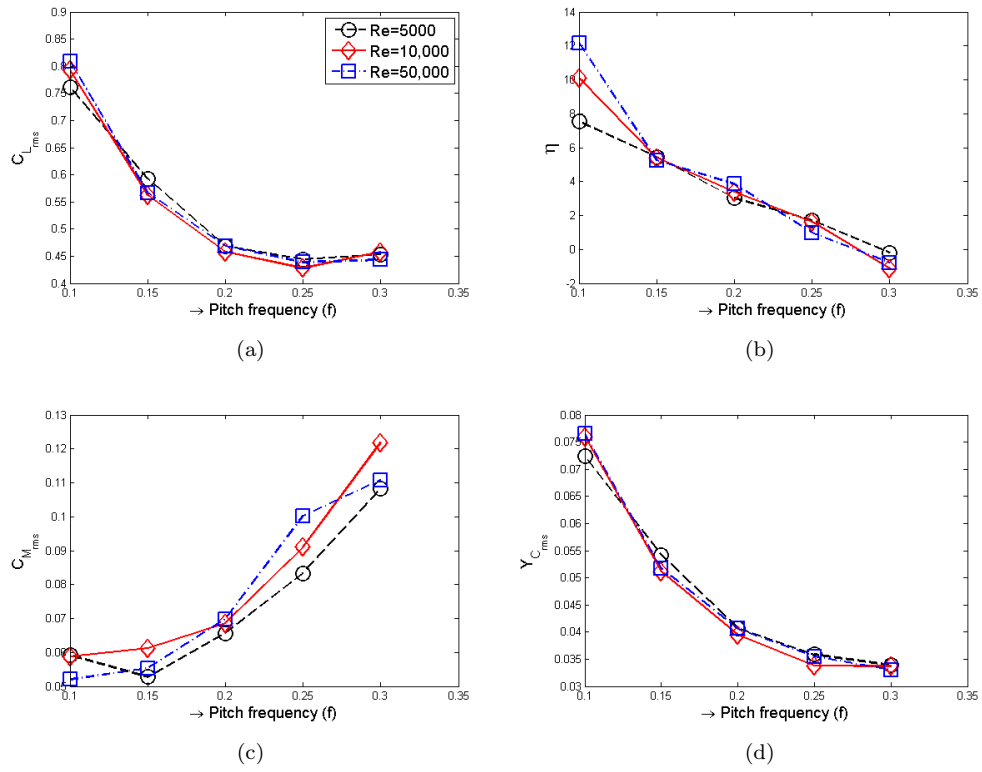 0.9
0.85
0.8
0.75
0.7
0.65
0.6
0.55
0.5
0.45
0.4
C_Lrms
Re=5000
Re=10,000
Re=50,000
0.1 0.15 0.2 0.25 0.3 0.35
→ Pitch frequency (f)
(a)
14
12
10
8
6
4
2
0
-2
η
0.1 0.15 0.2 0.25 0.3 0.35
→ Pitch frequency (f)
(b)
0.13
0.12
0.11
0.1
0.09
0.08
0.07
0.06
0.05
C_Mrms
0.1 0.15 0.2 0.25 0.3 0.35
→ Pitch frequency (f)
(c)
0.08
0.075
0.07
0.065
0.06
0.055
0.05
0.045
0.04
0.035
0.03
Y_Crms
0.1 0.15 0.2 0.25 0.3 0.35
→ Pitch frequency (f)
(d)